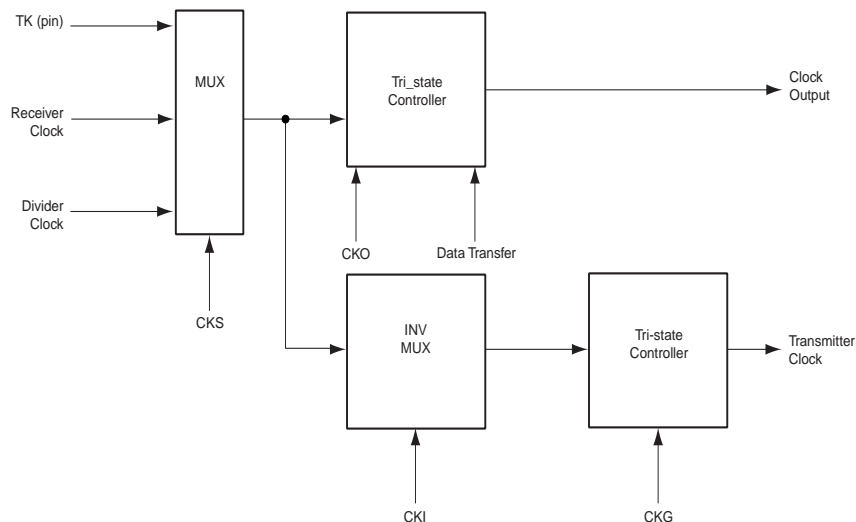 TK (pin)
MUX
Tri_state
Controller
Clock
Output
Receiver
Clock
Divider
Clock
CKO
Data Transfer
CKS
INV
MUX
Tri-state
Controller
Transmitter
Clock
CKI
CKG